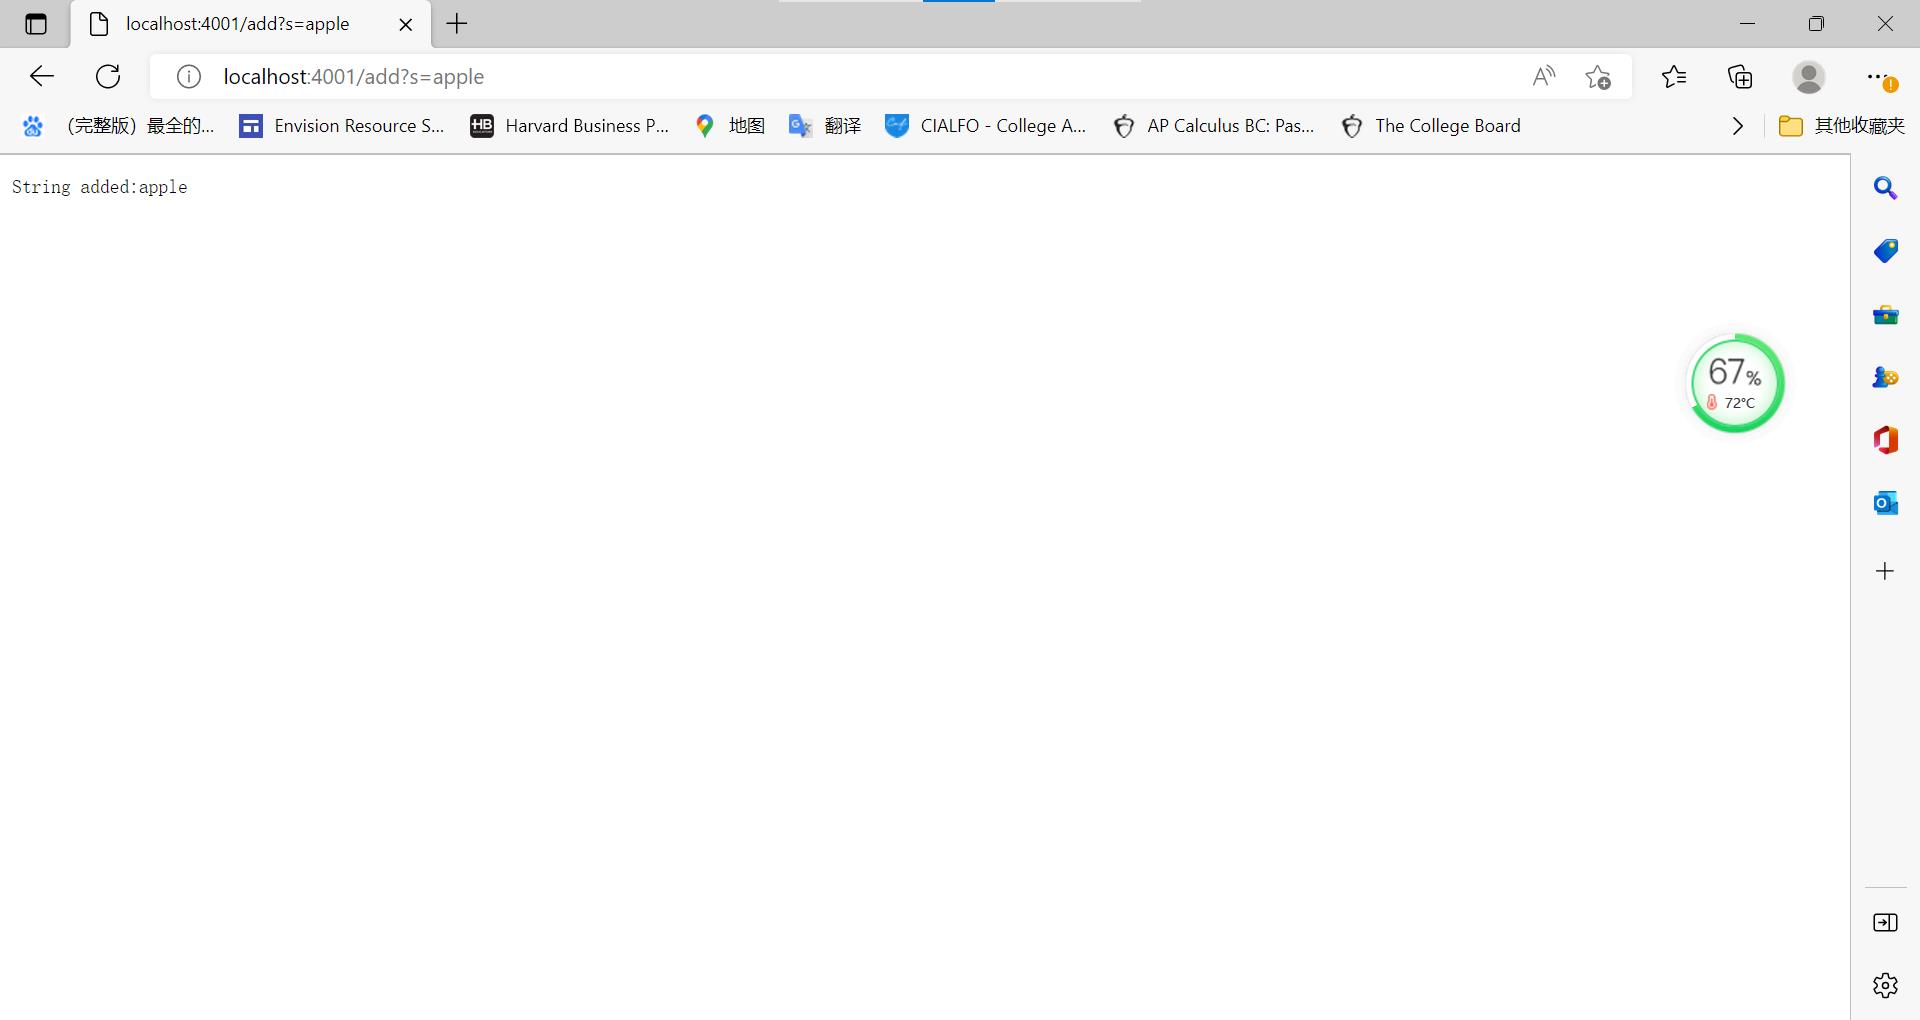 localhost:4001/add?s=apple
localhost:4001/add?s=apple
（完整版）最全的... Envision Resource S... HB Harvard Business P... 地图 翻译 CIALFO - College A... AP Calculus BC: Pas... The College Board 其他收藏夹
String added:apple
67%
72°C